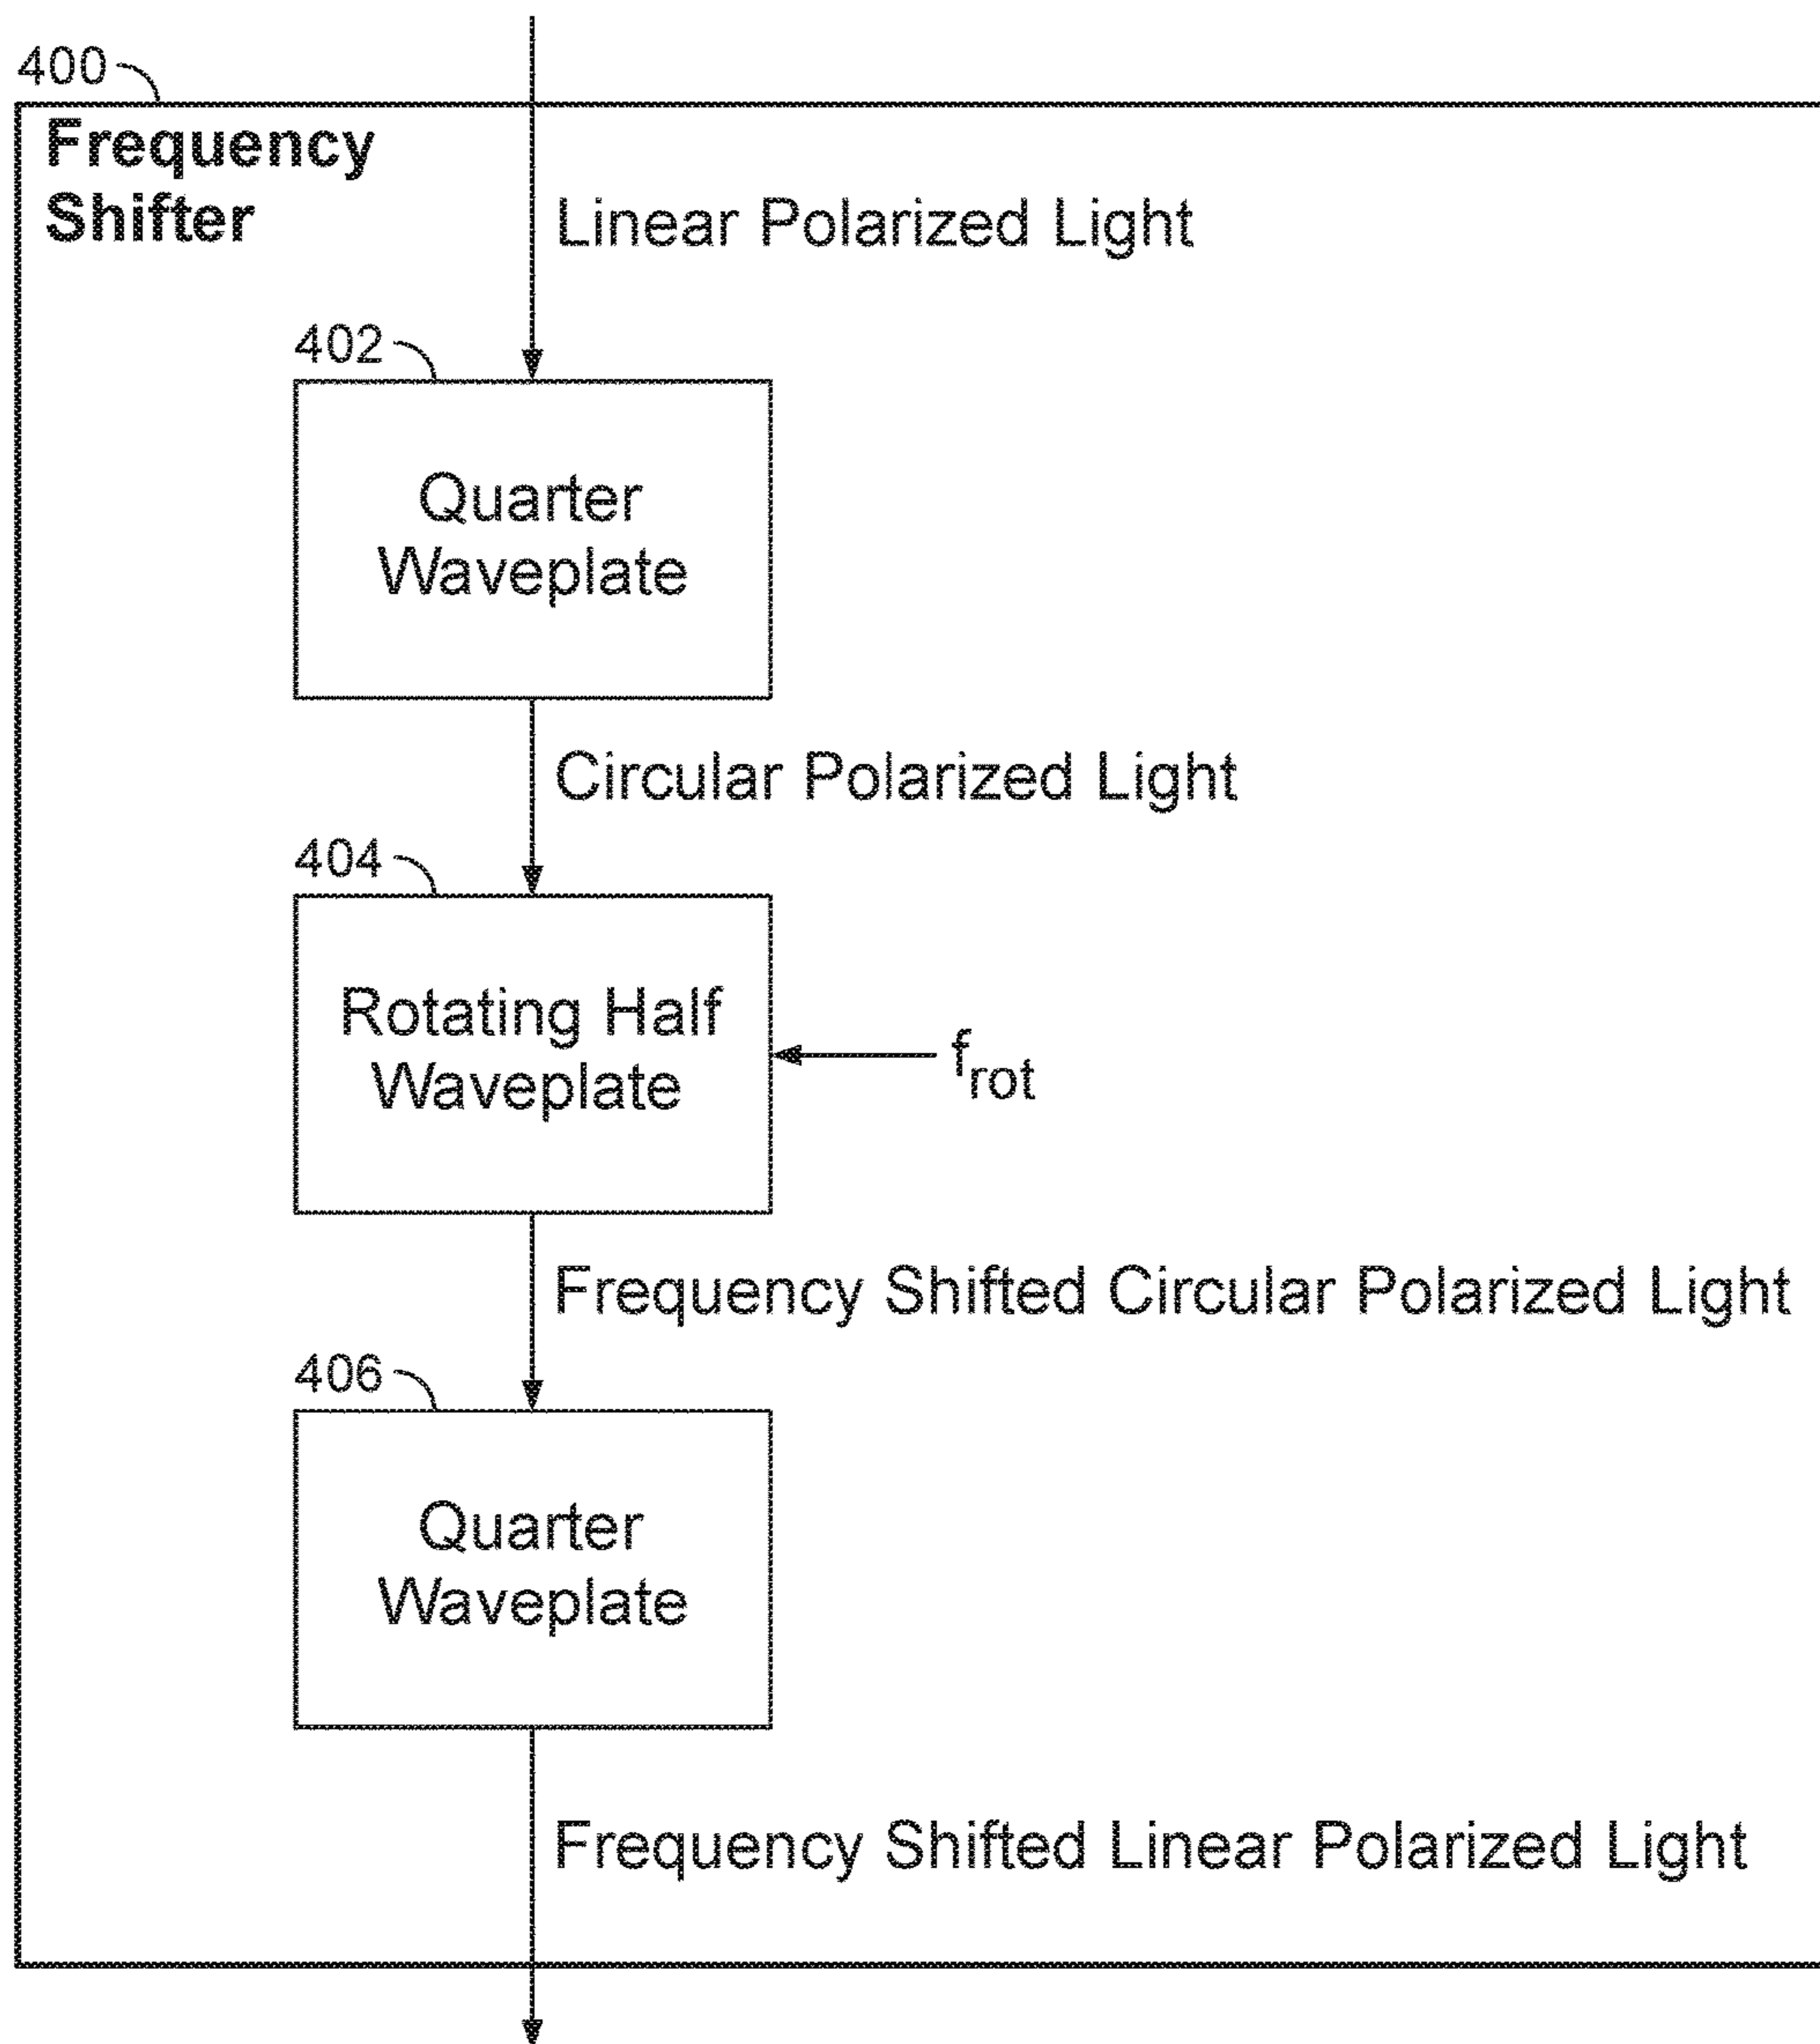 400
Frequency
Shifter
Linear Polarized Light
402
Quarter
Waveplate
Circular Polarized Light
404
Rotating Half
Waveplate
f_rot
Frequency Shifted Circular Polarized Light
406
Quarter
Waveplate
Frequency Shifted Linear Polarized Light